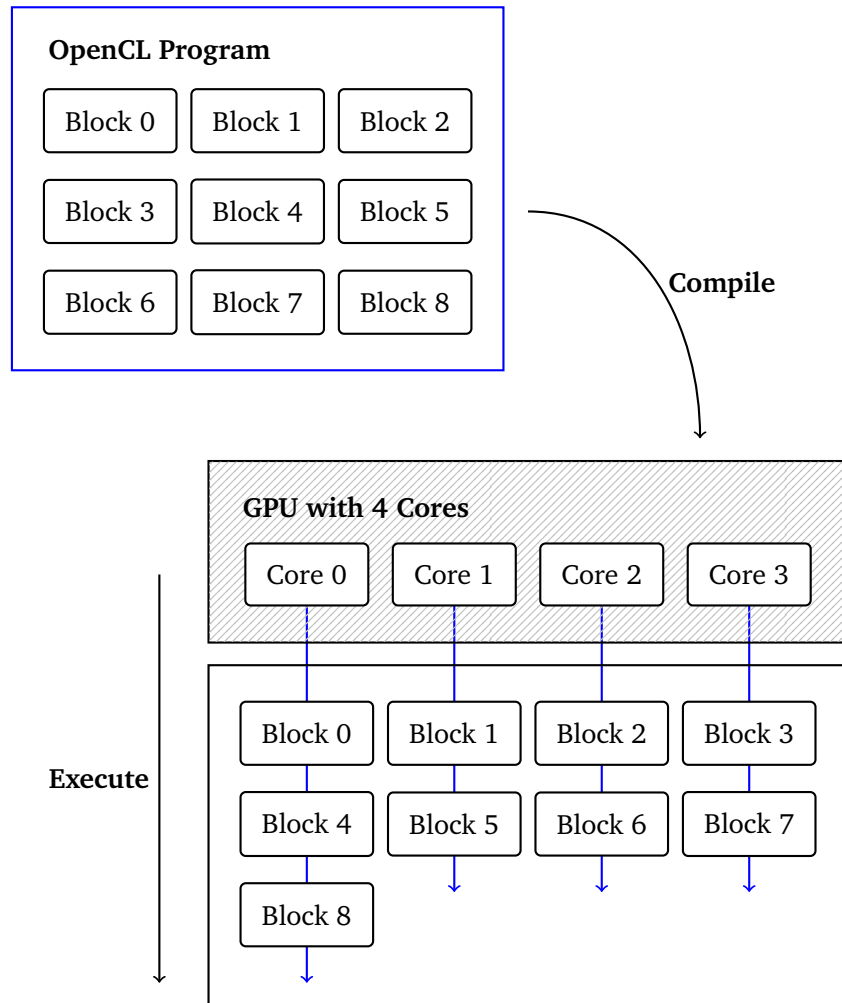 OpenCL Program
Block 0 Block 1 Block 2
Block 3 Block 4 Block 5
Block 6 Block 7 Block 8
Compile
GPU with 4 Cores
Core 0 Core 1 Core 2 Core 3
Block 0 Block 1 Block 2 Block 3
Execute
Block 4 Block 5 Block 6 Block 7
Block 8